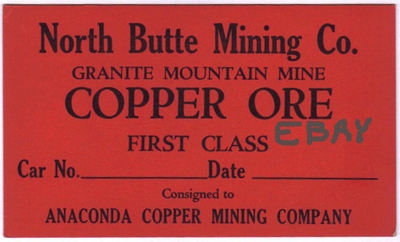 North Butte Mining Co.
GRANITE MOUNTAIN MINE
COPPER ORE
FIRST CLASS
EBAY
Car No. Date
Consigned to
ANACONDA COPPER MINING COMPANY